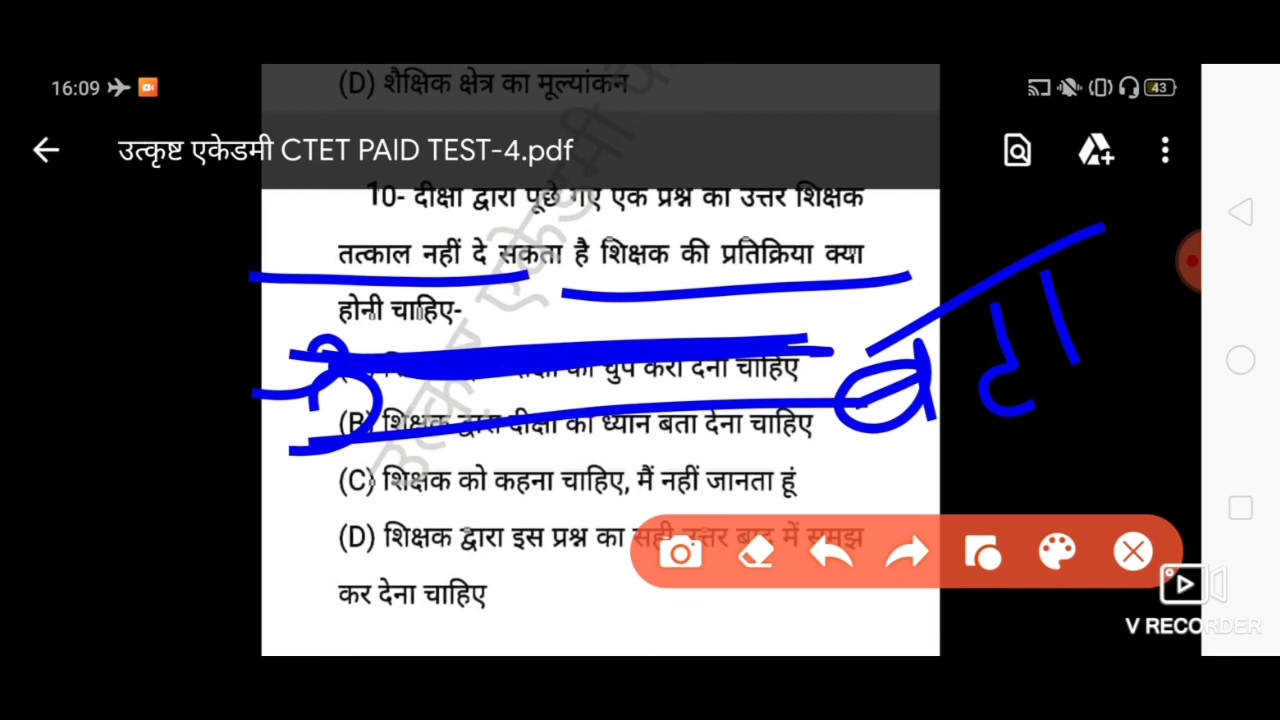 16:09
43
(D) शैक्षिक क्षेत्र का मूल्यांकन
उत्कृष्ट एकेडमी CTET PAID TEST-4.pdf
10- दीक्षा द्वारा पूछे गए एक प्रश्न का उत्तर शिक्षक
तत्काल नहीं दे सकता है शिक्षक की प्रतिक्रिया क्या
होनी चाहिए-
चुप करा देना चाहिए
(B) शिक्षक द्वारा दीक्षा का ध्यान बता देना चाहिए
(C) शिक्षक को कहना चाहिए, मैं नहीं जानता हूं
(D) शिक्षक द्वारा इस प्रश्न का सही उत्तर बाद में समझ
कर देना चाहिए
V RECORDER